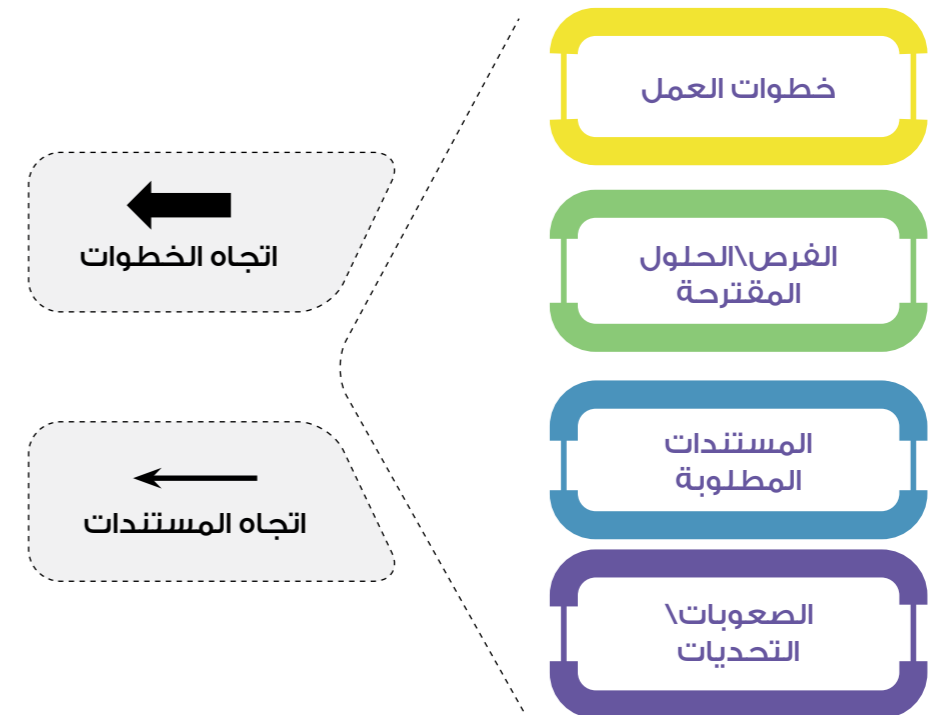 خطوات العمل
الفرص\الحلول
المقترحة
المستندات
المطلوبة
الصعوبات\
التحديات
اتجاه الخطوات
اتجاه المستندات